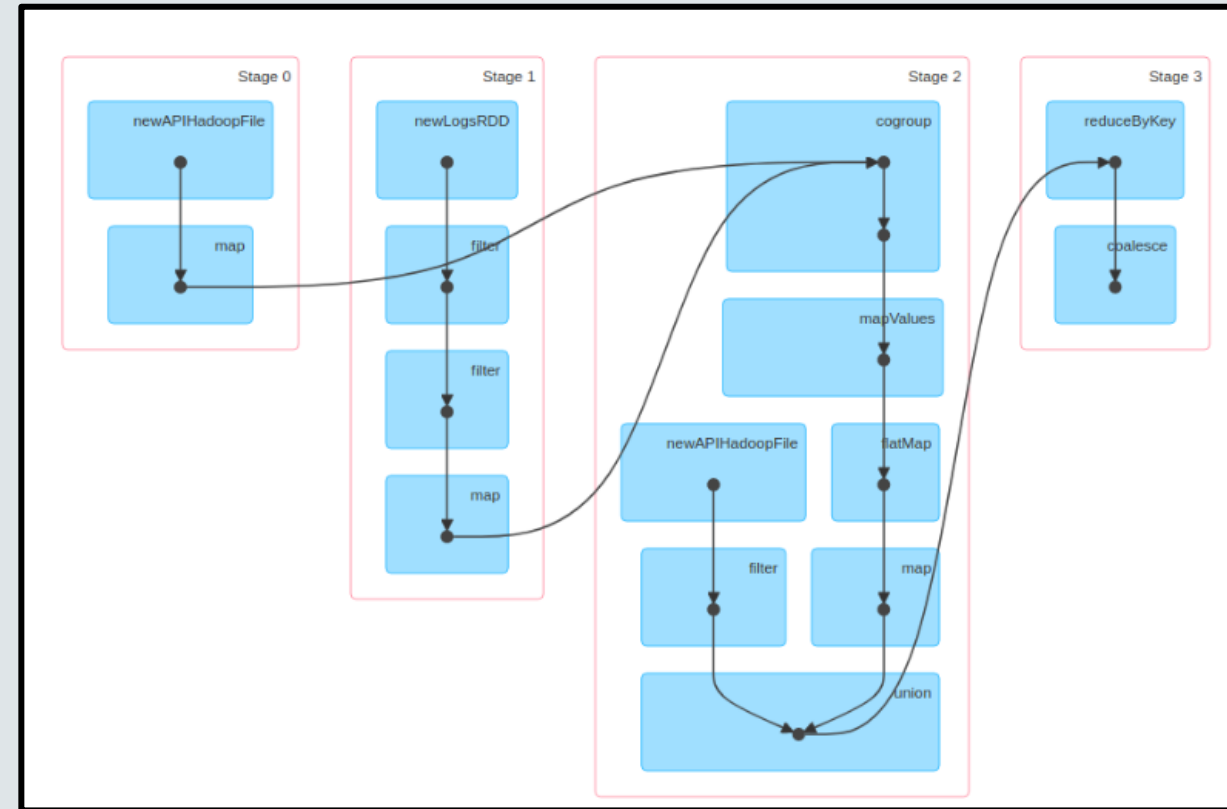 Stage 0
newAPIHadoopFile
map
Stage 1
newLogsRDD
filter
filter
map
Stage 2
cogroup
mapValues
newAPIHadoopFile
flatMap
filter
map
union
Stage 3
reduceByKey
coalesce